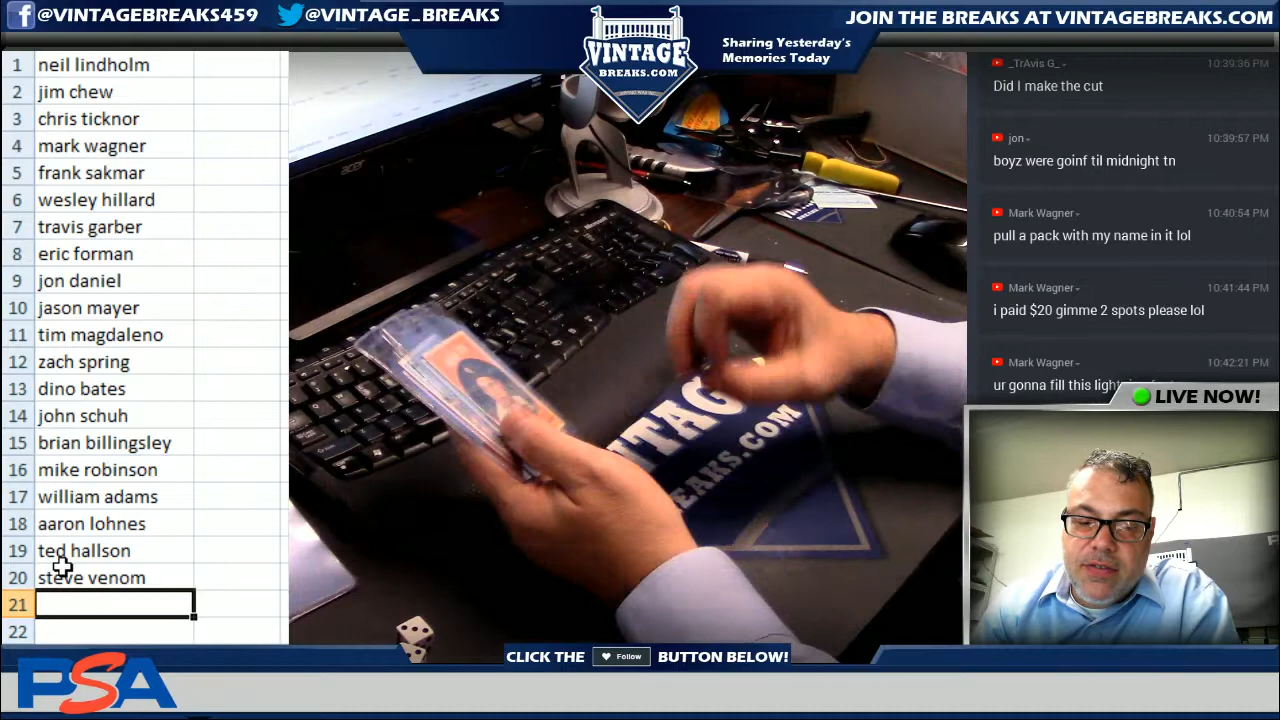 @VINTAGEBREAKS459
@VINTAGE_BREAKS
VINTAGE
BREAKS.COM
Sharing Yesterday's
Memories Today
JOIN THE BREAKS AT VINTAGEBREAKS.COM
1 neil lindholm
2 jim chew
3 chris ticknor
4 mark wagner
5 frank sakmar
6 wesley hillard
7 travis garber
8 eric forman
9 jon daniel
10 jason mayer
11 tim magdaleno
12 zach spring
13 dino bates
14 john schuh
15 brian billingsley
16 mike robinson
17 william adams
18 aaron lohnes
19 ted hallson
20 steve venom
21
22
acer
_TrAvis G_ 10:39:36 PM
Did I make the cut
jon 10:39:57 PM
boyz were goinf til midnight tn
Mark Wagner 10:40:54 PM
pull a pack with my name in it lol
Mark Wagner 10:41:44 PM
i paid $20 gimme 2 spots please lol
Mark Wagner 10:42:21 PM
ur gonna fill this
LIVE NOW!
CLICK THE Follow BUTTON BELOW!
PSA